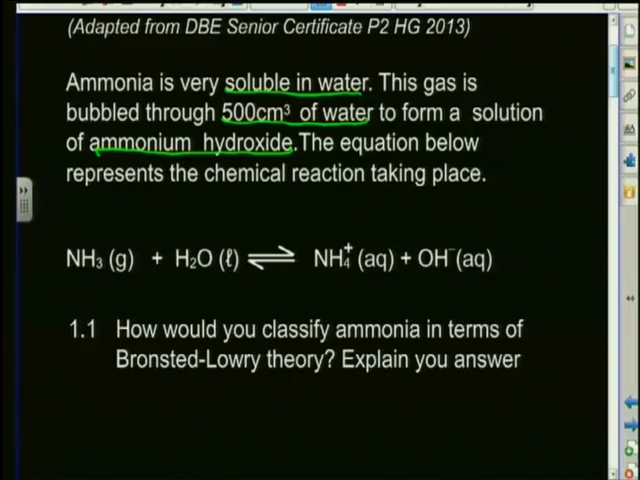 (Adapted from DBE Senior Certificate P2 HG 2013)
Ammonia is very soluble in water. This gas is
bubbled through 500cm³ of water to form a solution
of ammonium hydroxide.The equation below
represents the chemical reaction taking place.
NH₃ (g) + H₂O (ℓ) ⇌ NH₄⁺ (aq) + OH⁻ (aq)
1.1 How would you classify ammonia in terms of
Bronsted-Lowry theory? Explain you answer